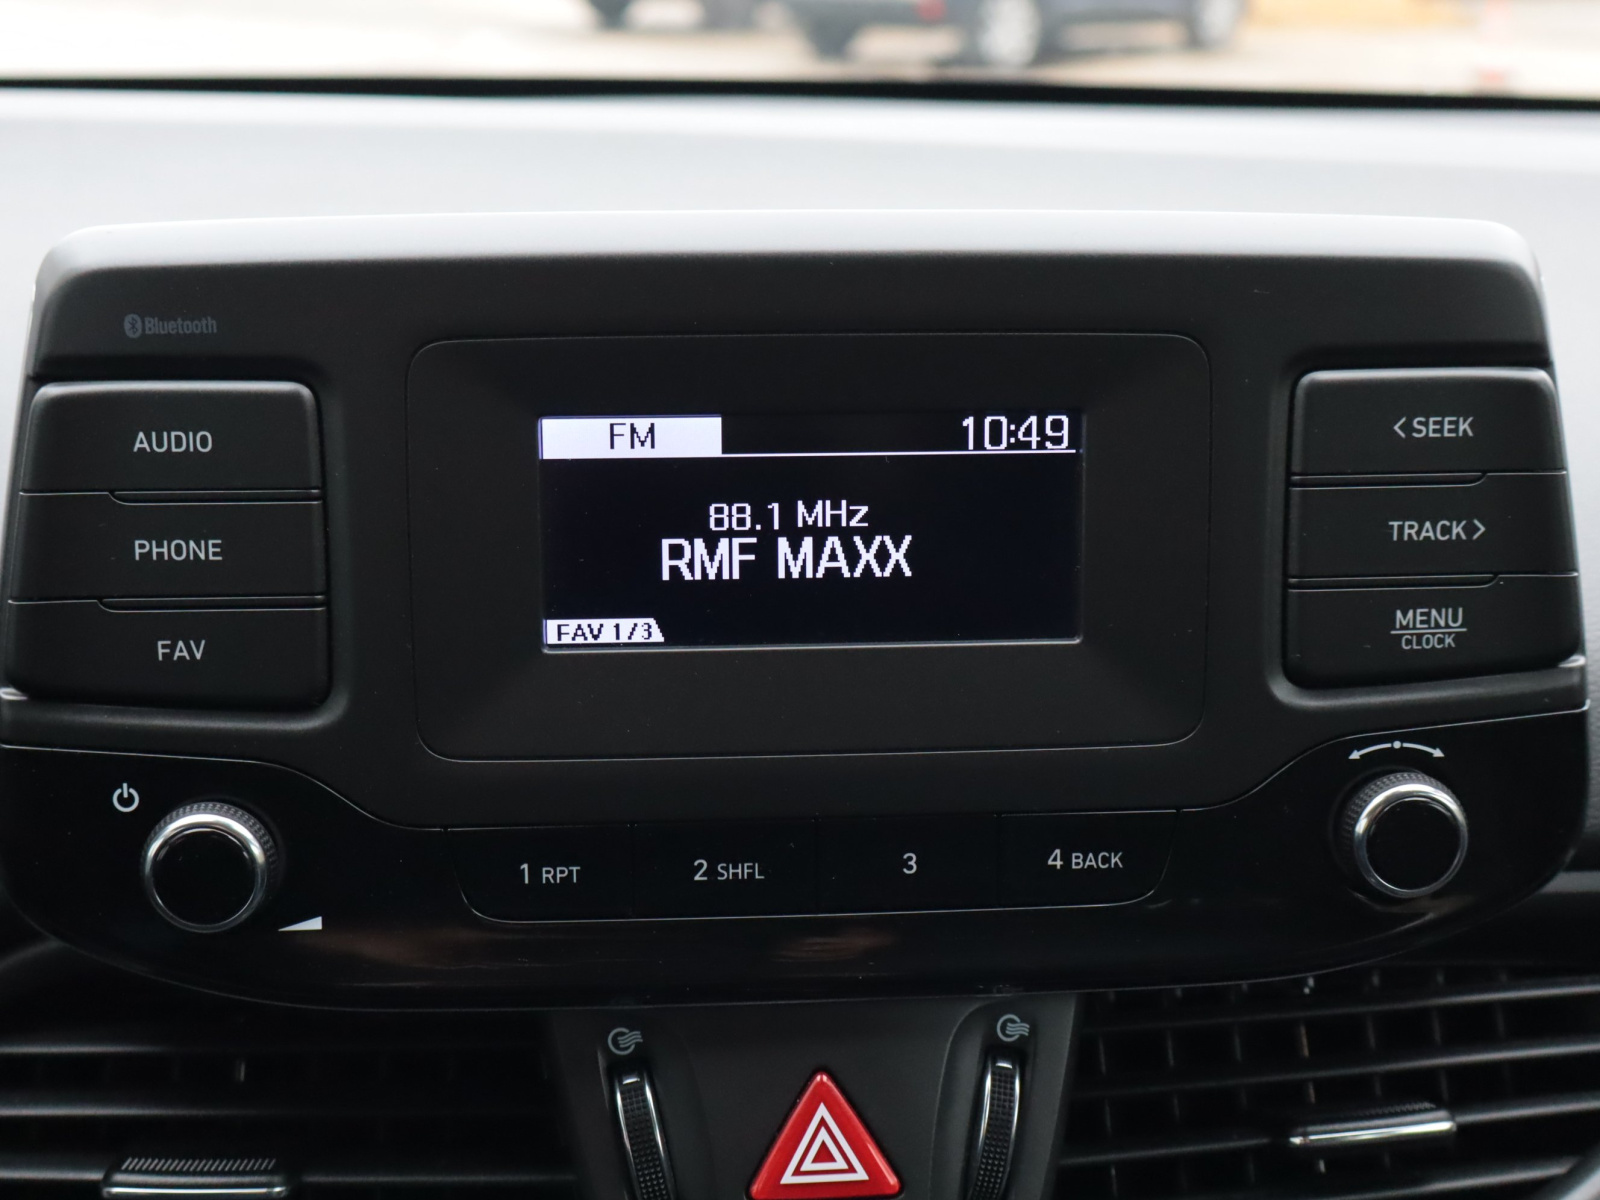 Bluetooth
AUDIO
PHONE
FAV
FM 10:49
88.1 MHz
RMF MAXX
FAV 1/3
<SEEK
TRACK>
MENU
CLOCK
1 RPT
2 SHFL
3
4 BACK